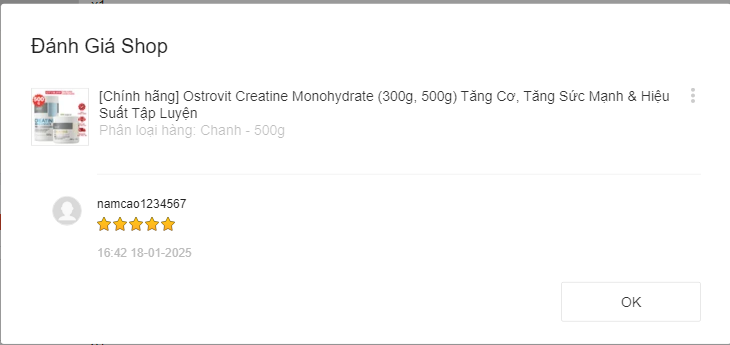 Đánh Giá Shop
[Chính hãng] Ostrovit Creatine Monohydrate (300g, 500g) Tăng Cơ, Tăng Sức Mạnh & Hiệu
Suất Tập Luyện
Phân loại hàng: Chanh - 500g
500
namcao1234567
16:42 18-01-2025
OK